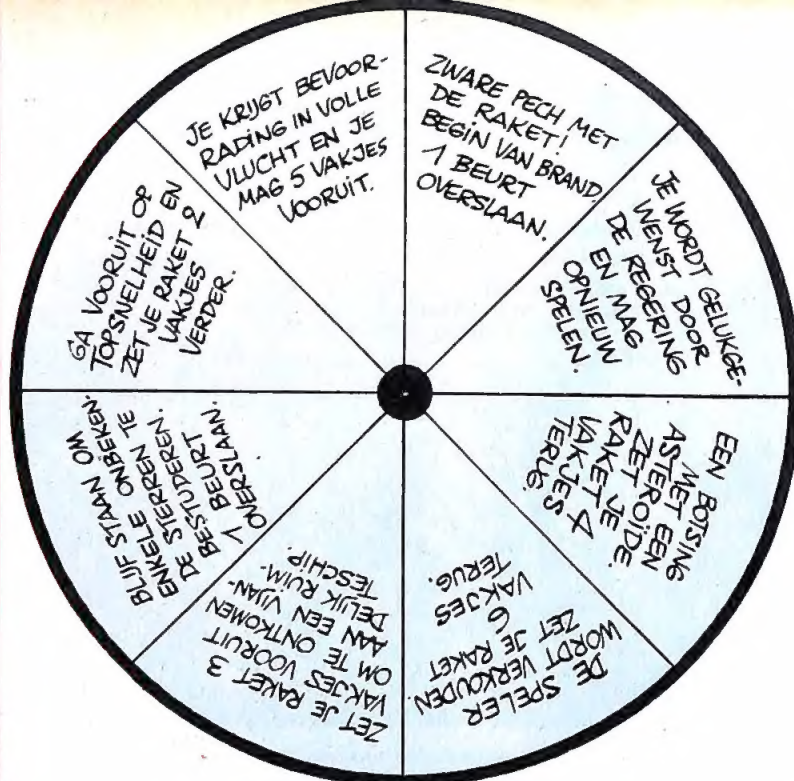 ZWARE PECH MET
DE RAKET!
BEGIN VAN BRAND.
1 BEURT
OVERSLAAN.
JE WORDT GELUKGE-
WENST DOOR
DE REGERING
EN MAG
OPNIEUW
SPELEN.
EEN BOTSING
MET EEN
ASTEROÏDE.
ZET JE
RAKET 4
VAKJES
TERUG.
DE SPELER
WORDT VERKOUDEN.
ZET JE RAKET
6
VAKJES
TERUG.
ZET JE RAKET 3
VAKJES VOORUIT
OM TE ONTKOMEN
AAN EEN VIJAN-
DELIJK RUIM-
TESCHIP.
BLIJF STAAN OM
ENKELE ONBEKEN-
DE STERREN TE
BESTUDEREN.
1 BEURT
OVERSLAAN.
GA VOORUIT OP
TOPSNELHEID EN
ZET JE RAKET 2
VAKJES
VERDER.
JE KRIJGT BEVOOR-
RADING IN VOLLE
VLUCHT EN JE
MAG 5 VAKJES
VOORUIT.